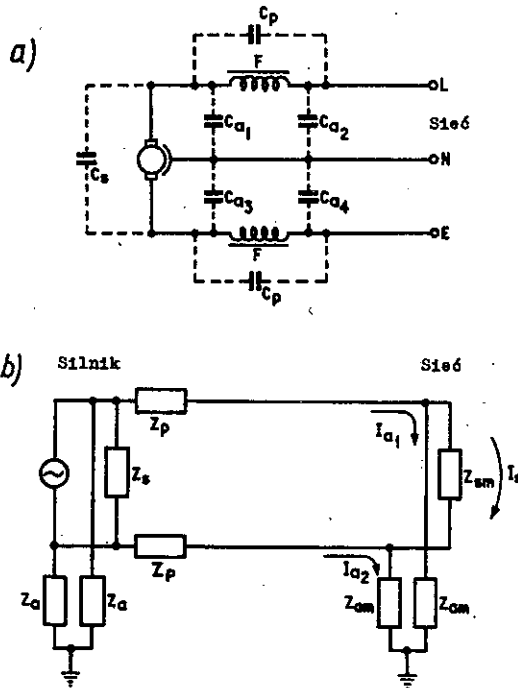 a)
Cp
F
L
Ca1
Ca2
Sieć
Cs
N
Ca3
Ca4
F
E
Cp
b)
Silnik
Sieć
Zp
Ia1
Zs
Zsm
Is
Zp
Ia2
Za
Za
Zam
Zam